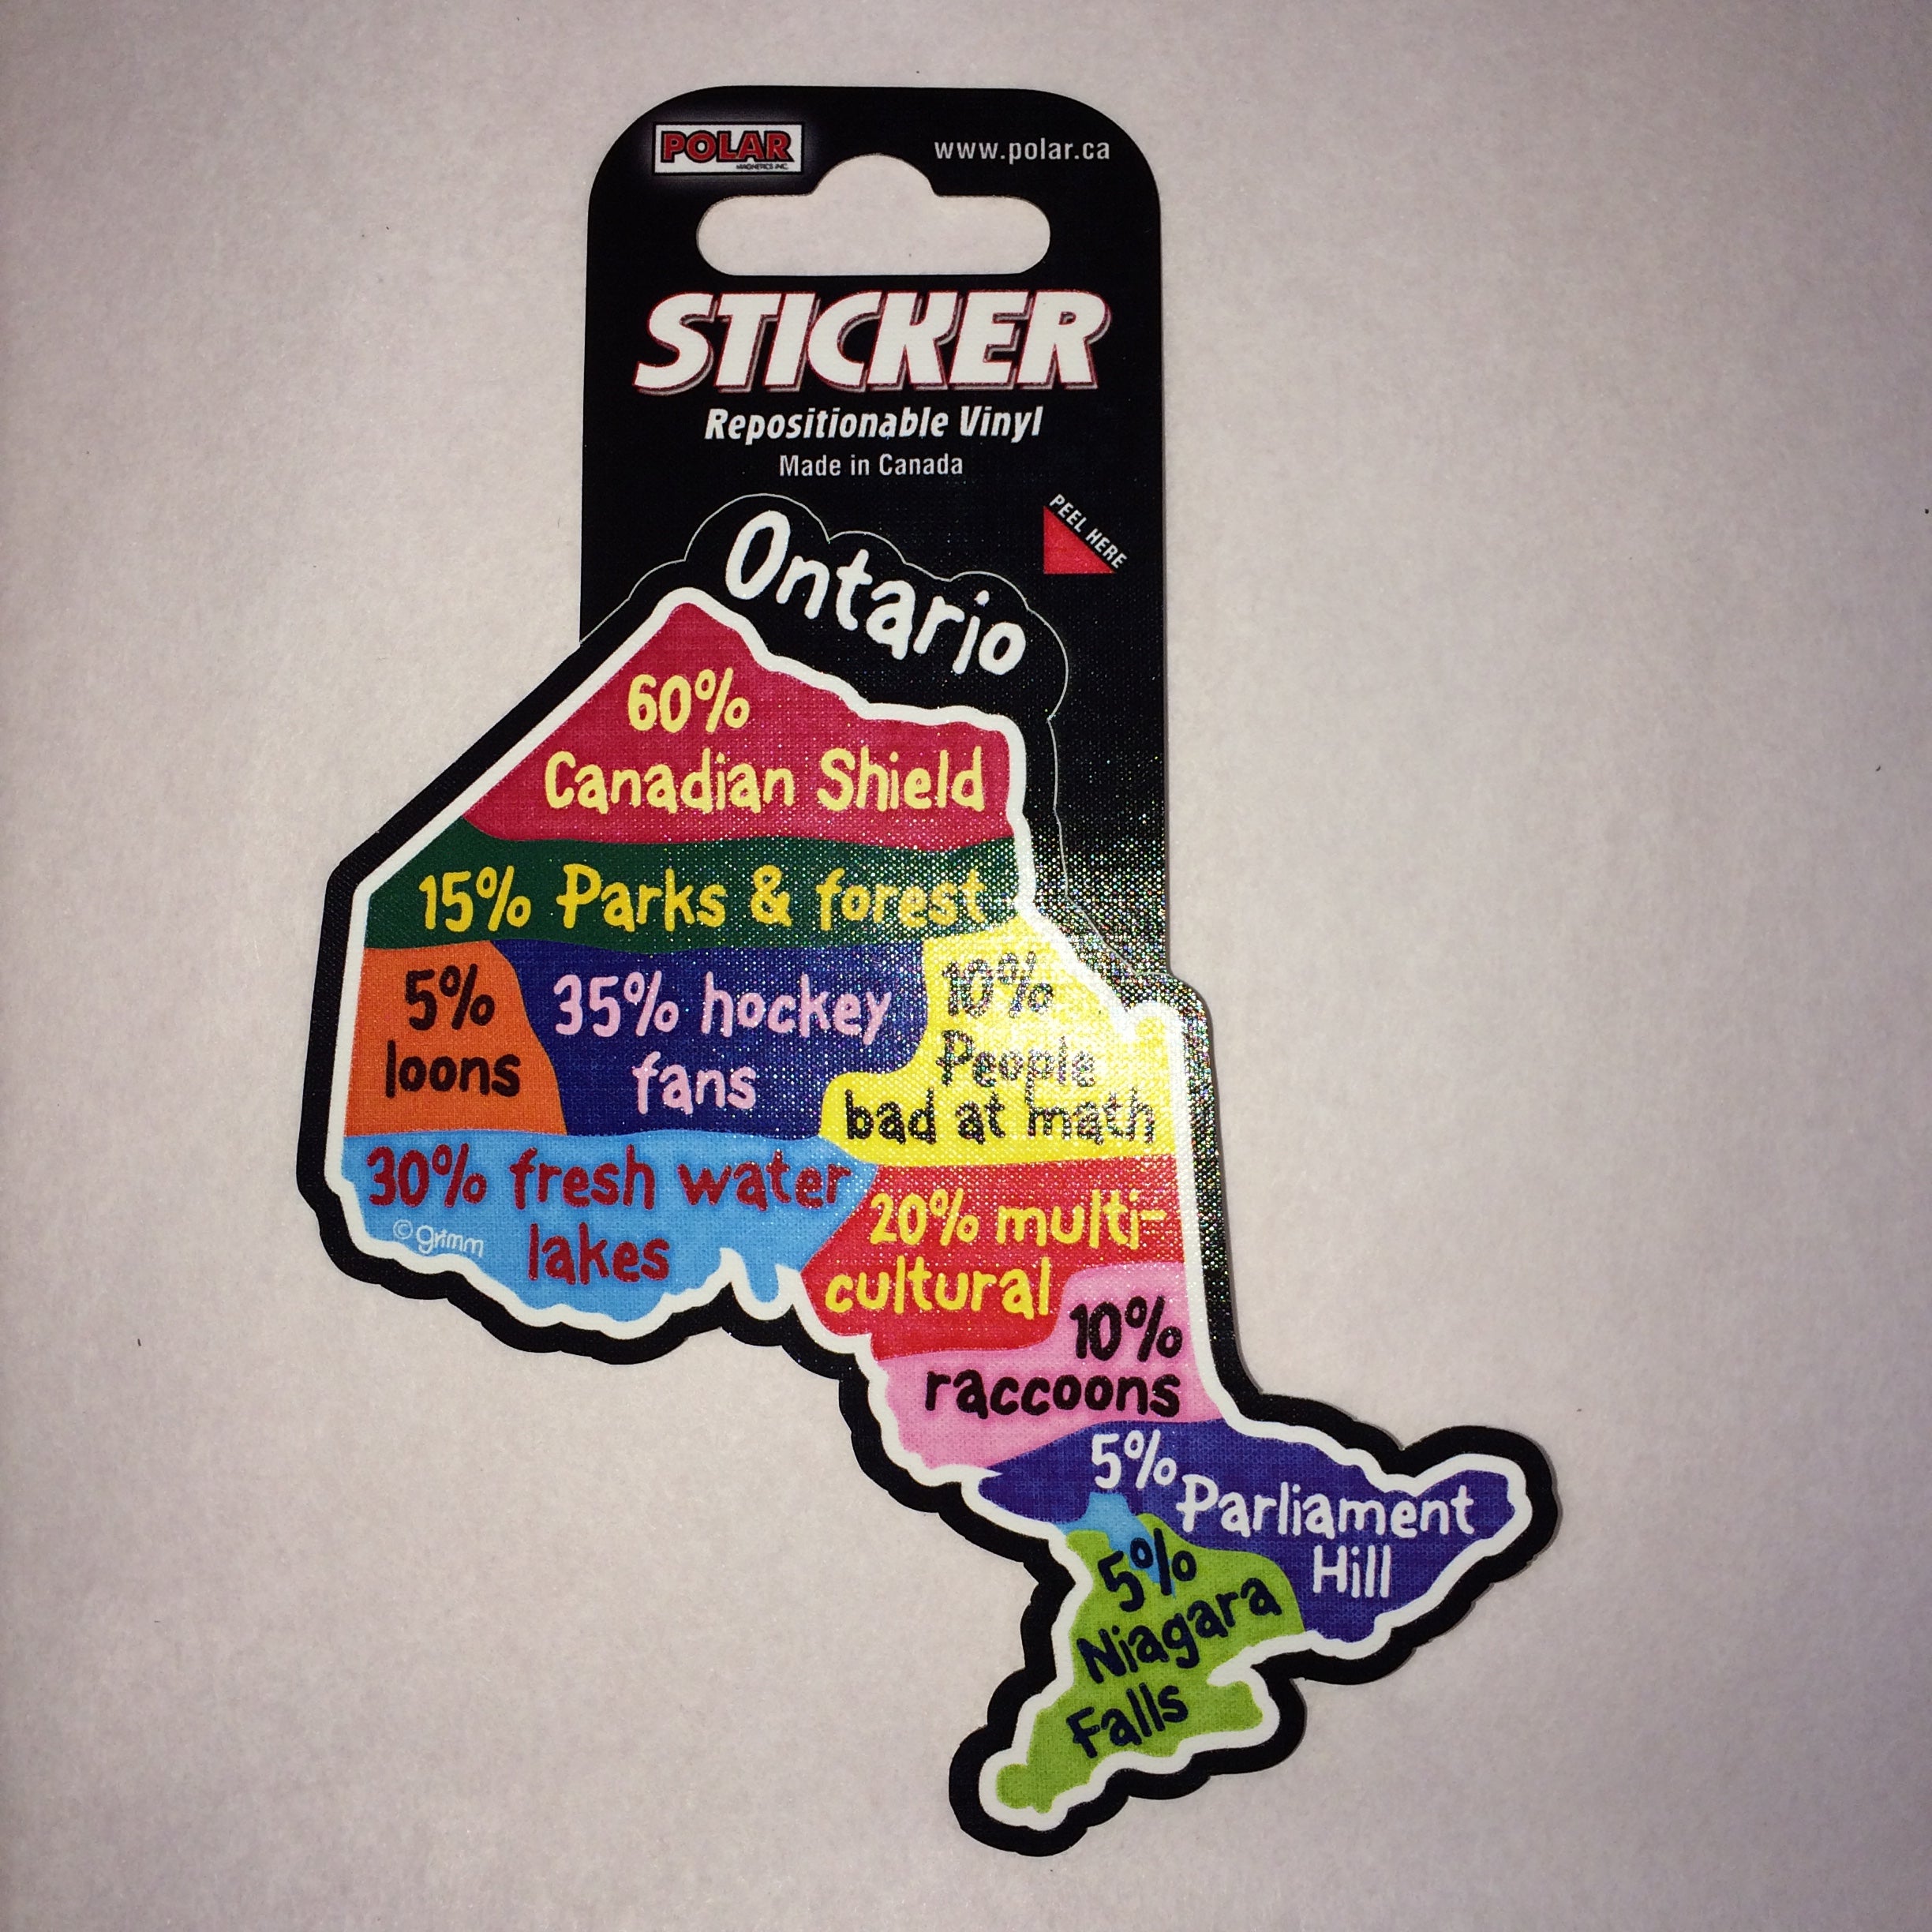 POLAR
MAGNETICS INC.
www.polar.ca
STICKER
Repositionable Vinyl
Made in Canada
PEEL HERE
Ontario
60%
Canadian Shield
15% Parks & forest
5%
loons
35% hockey
fans
10%
People
bad at math
30% fresh water
lakes
© grimm
20% multi-
cultural
10%
raccoons
5%
Parliament
Hill
5%
Niagara
Falls